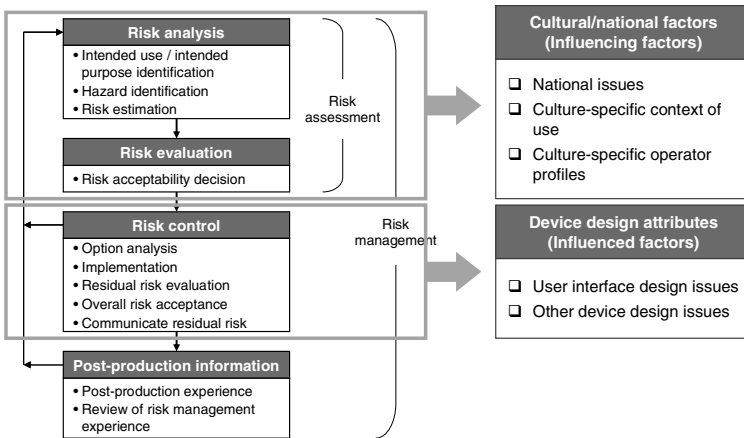 Risk analysis
• Intended use / intended
purpose identification
• Hazard identification
• Risk estimation
Risk evaluation
• Risk acceptability decision
Risk
assessment
Risk control
• Option analysis
• Implementation
• Residual risk evaluation
• Overall risk acceptance
• Communicate residual risk
Risk
management
Post-production information
• Post-production experience
• Review of risk management
experience
Cultural/national factors
(Influencing factors)
❑ National issues
❑ Culture-specific context of
use
❑ Culture-specific operator
profiles
Device design attributes
(Influenced factors)
❑ User interface design issues
❑ Other device design issues